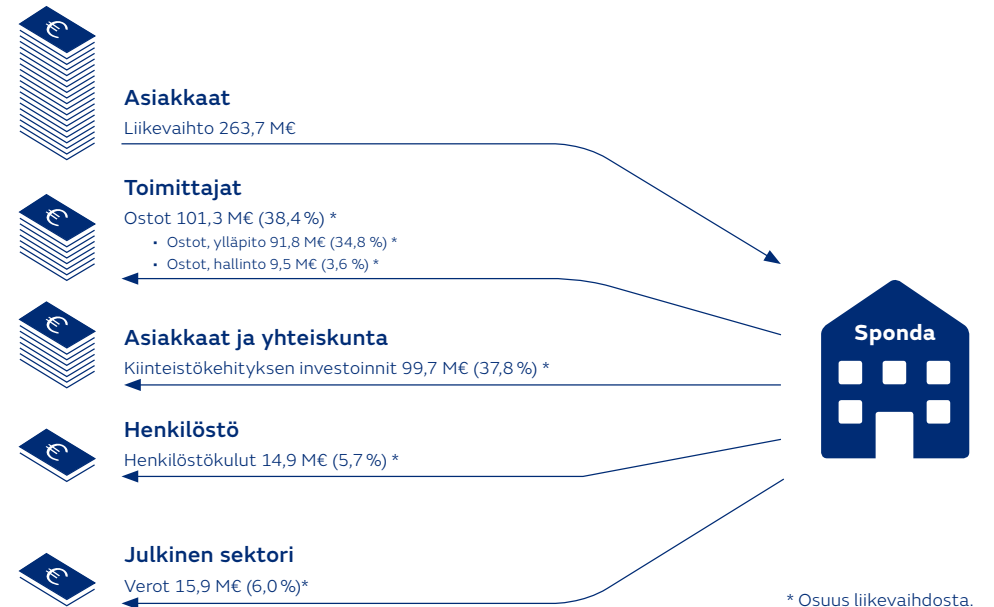 €
Asiakkaat
Liikevaihto 263,7 M€
€
Toimittajat
Ostot 101,3 M€ (38,4 %) *
• Ostot, ylläpito 91,8 M€ (34,8 %) *
• Ostot, hallinto 9,5 M€ (3,6 %) *
€
Asiakkaat ja yhteiskunta
Kiinteistökehityksen investoinnit 99,7 M€ (37,8 %) *
Sponda
€
Henkilöstö
Henkilöstökulut 14,9 M€ (5,7 %) *
€
Julkinen sektori
Verot 15,9 M€ (6,0 %)*
* Osuus liikevaihdosta.